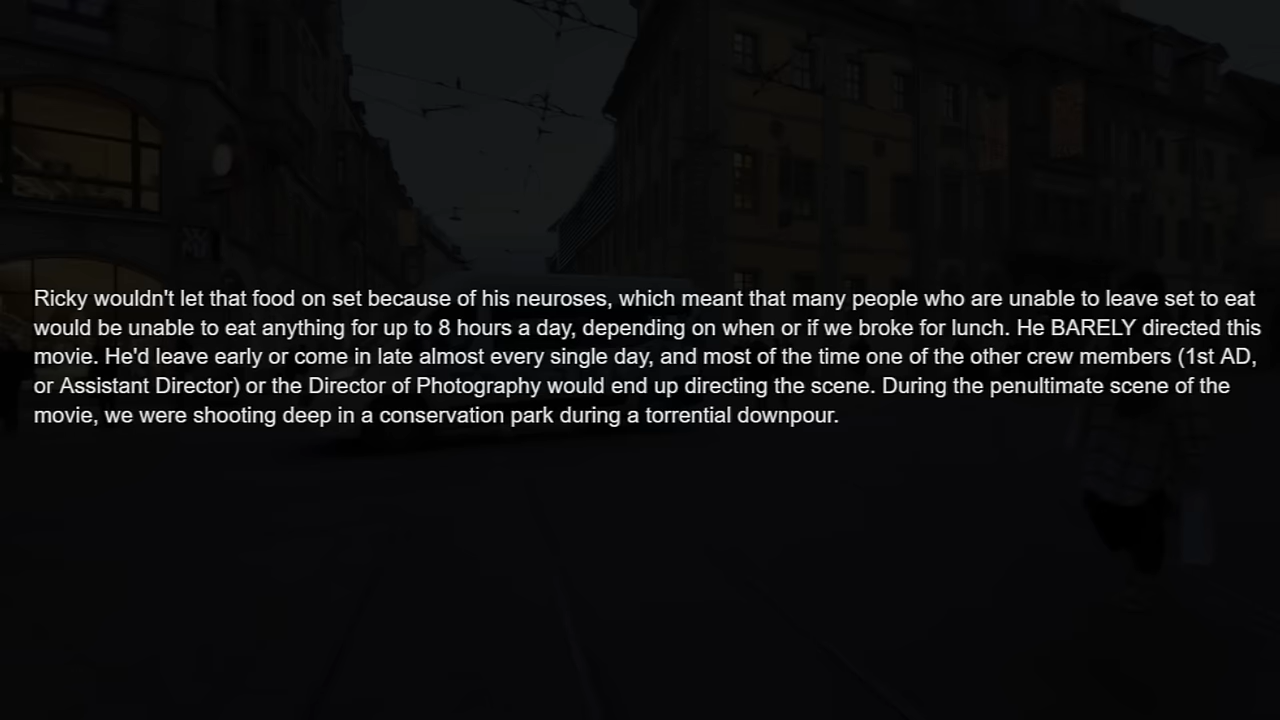 Ricky wouldn't let that food on set because of his neuroses, which meant that many people who are unable to leave set to eat
would be unable to eat anything for up to 8 hours a day, depending on when or if we broke for lunch. He BARELY directed this
movie. He'd leave early or come in late almost every single day, and most of the time one of the other crew members (1st AD,
or Assistant Director) or the Director of Photography would end up directing the scene. During the penultimate scene of the
movie, we were shooting deep in a conservation park during a torrential downpour.